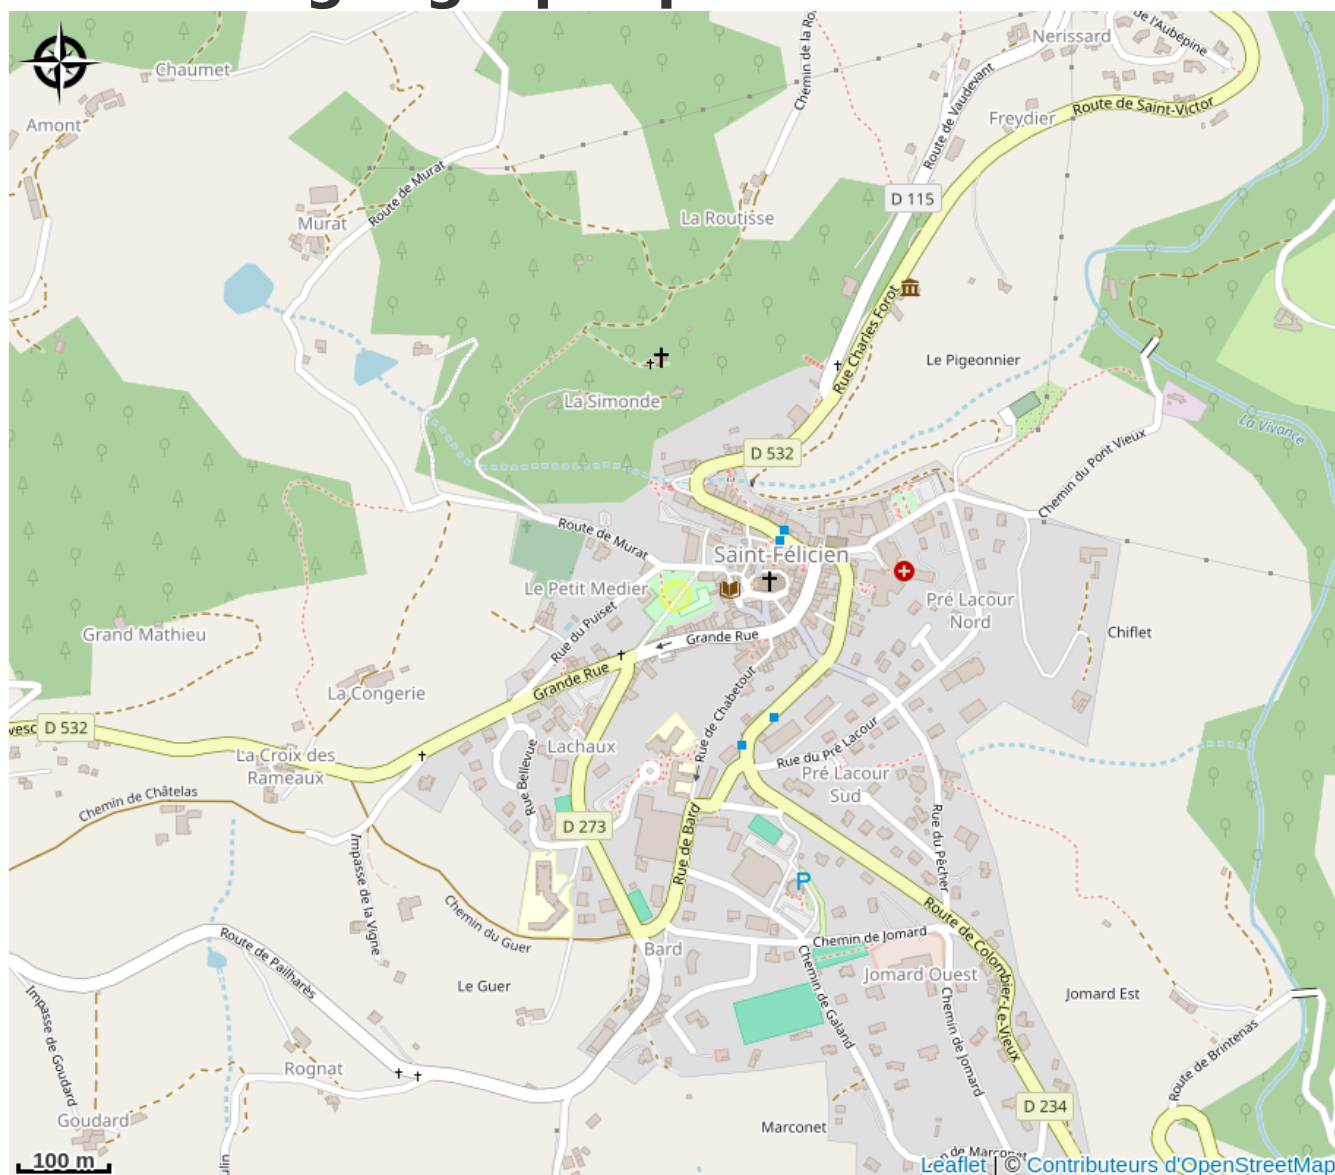 de l'Aubépine
Nerissard
Chaumet
Chemin de la Ro
Route de Vaudevant
Route de Saint-Victor
Freydier
Amont
Route de Murat
D 115
La Routisse
Murat
Rue Charles Forot
Le Pigeonnier
La Simonde
La Vivance
D 532
Chemin du Pont Vieux
Route de Murat
Saint-Félicien
Le Petit Medier
Pré Lacour
Nord
Rue du Puiset
Grand Mathieu
Grande Rue
Chiflet
Grande Rue
La Congerie
Rue de Chabetout
vesc
D 532
Lachaux
Rue du Pré Lacour
La Croix des
Rameaux
Rue Bellevue
Pré Lacour
Sud
Chemin de Châtelas
D 273
Rue de Bard
Rue du Pêcher
Impasse de la Vigne
P
Chemin du Guer
Route de Colombier-Le-Vieux
Route de Pailharès
Bard
Chemin de Jomard
Jomard Ouest
Le Guer
Chemin de Galand
Chemin de Jomard
Jomard Est
Impasse de Goudard
Route de Brintenas
Rognat
D 234
Goudard
Marconet
100 m
ulin
n de Marconet
Leaflet | © Contributeurs d'OpenStreetMap